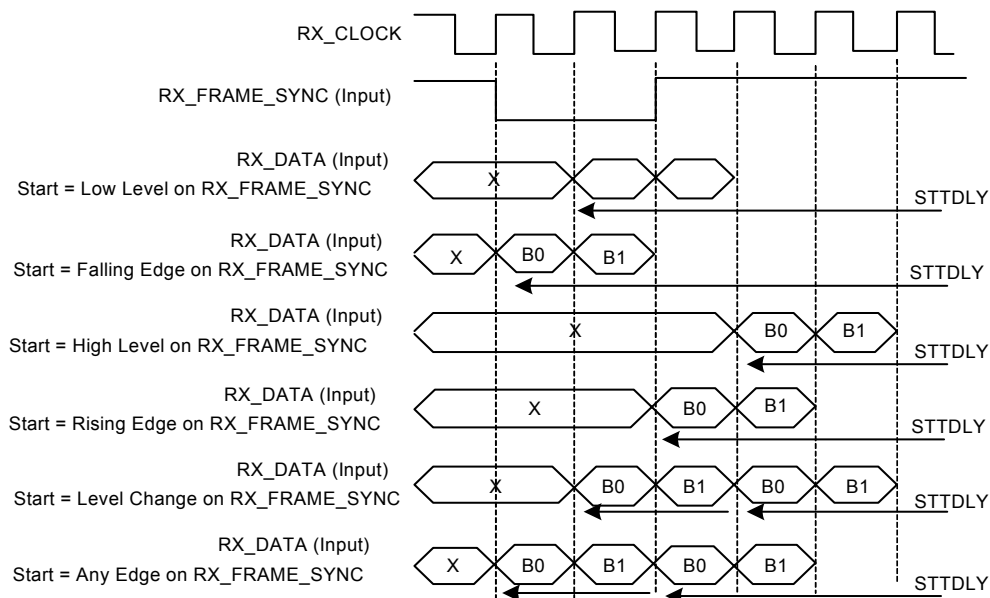 RX_CLOCK
RX_FRAME_SYNC (Input)
RX_DATA (Input)
Start = Low Level on RX_FRAME_SYNC
X
STTDLY
RX_DATA (Input)
Start = Falling Edge on RX_FRAME_SYNC
X B0 B1
STTDLY
RX_DATA (Input)
Start = High Level on RX_FRAME_SYNC
X B0 B1
STTDLY
RX_DATA (Input)
Start = Rising Edge on RX_FRAME_SYNC
X B0 B1
STTDLY
RX_DATA (Input)
Start = Level Change on RX_FRAME_SYNC
X B0 B1 B0 B1
STTDLY
RX_DATA (Input)
Start = Any Edge on RX_FRAME_SYNC
X B0 B1 B0 B1
STTDLY